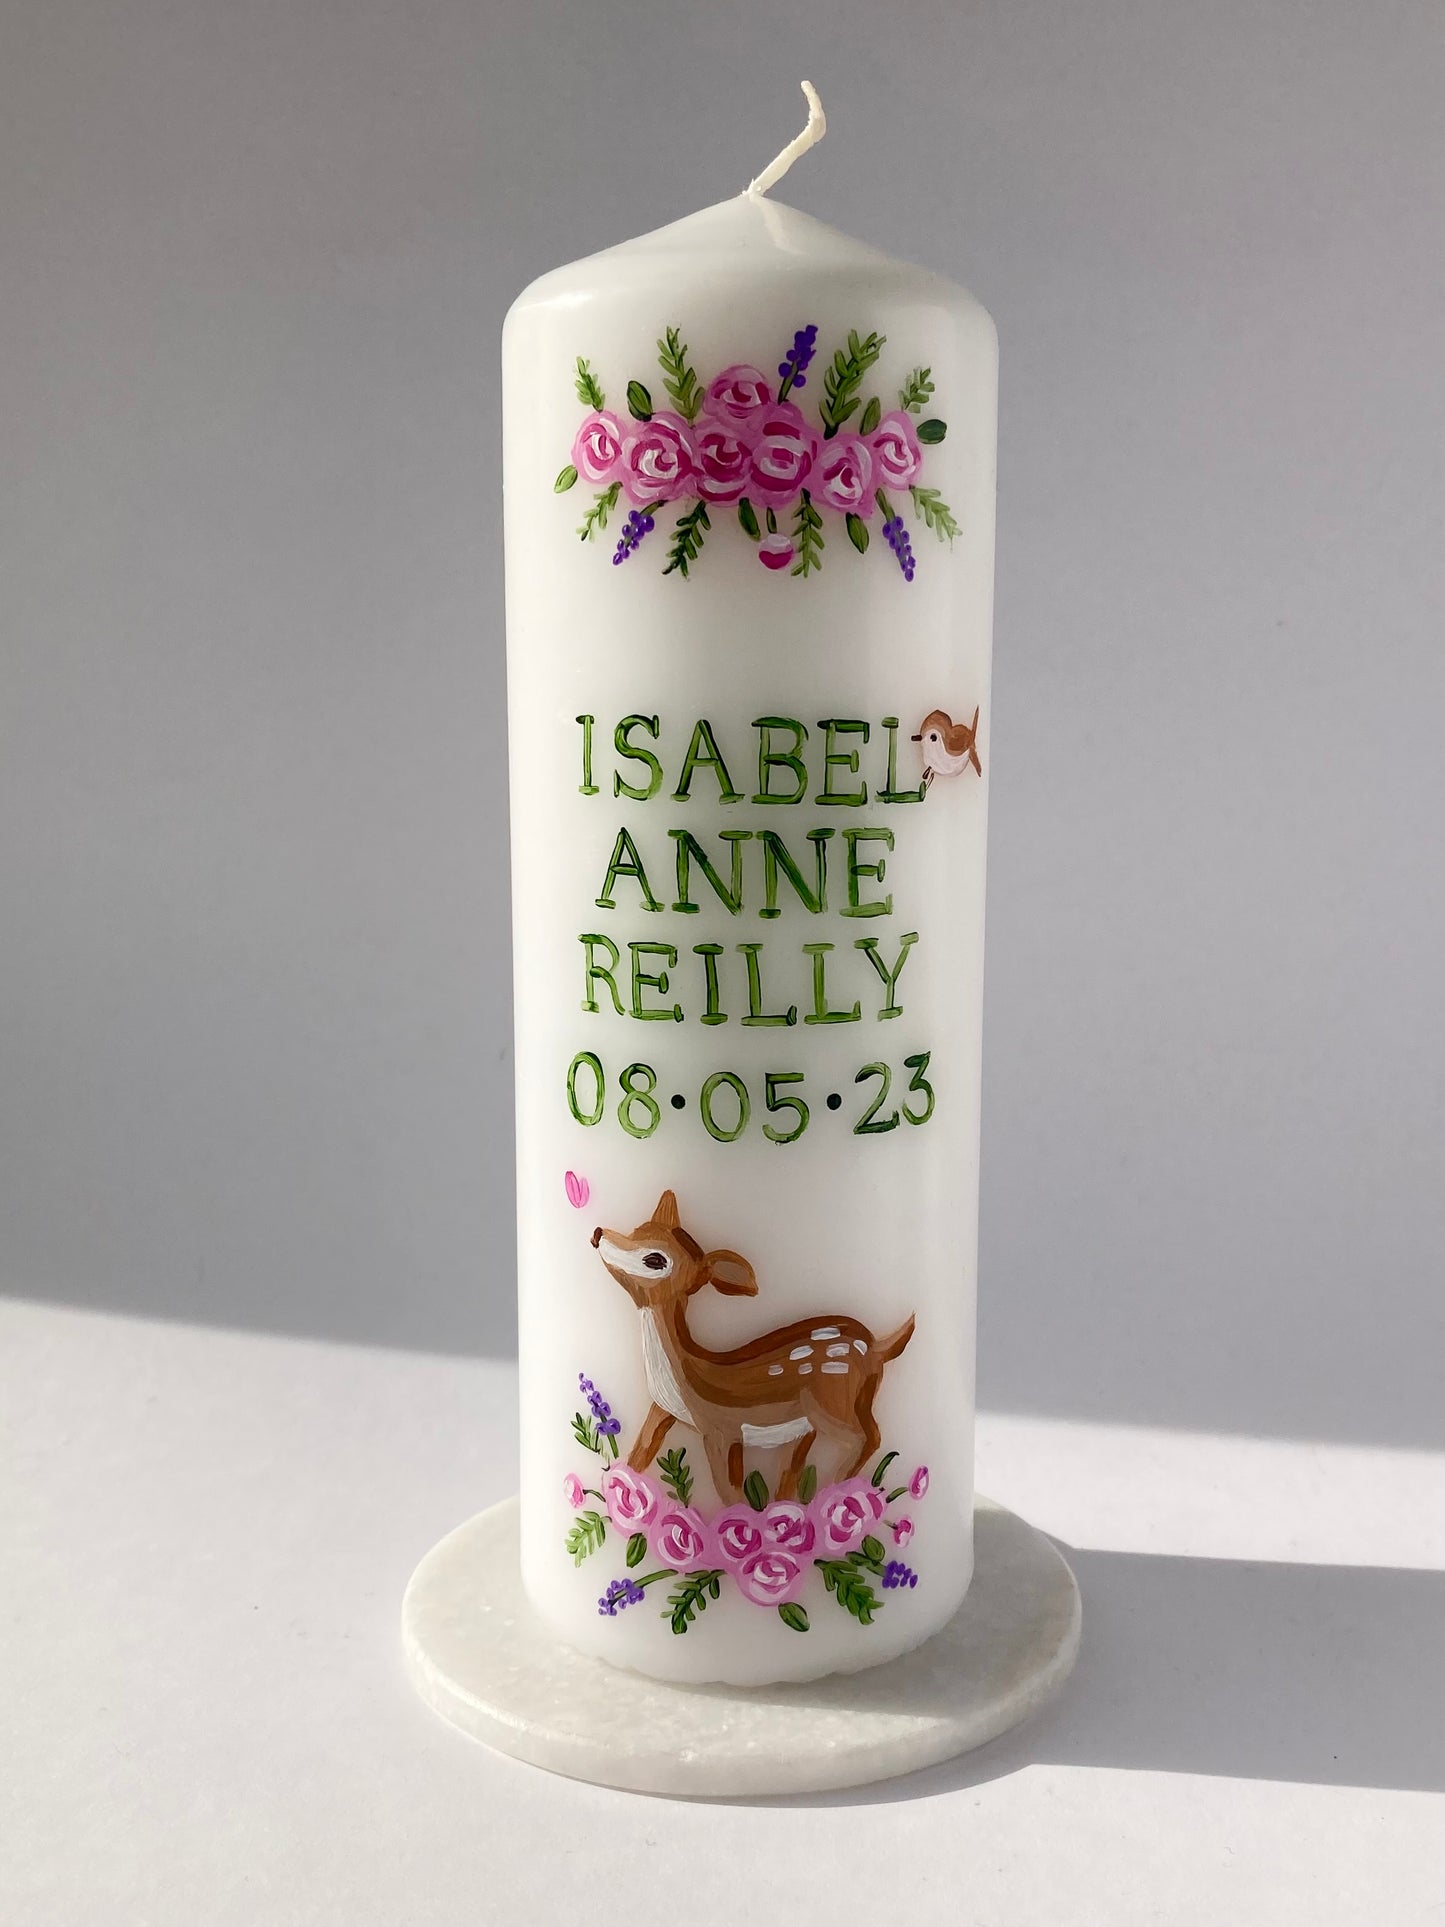 ISABEL
ANNE
REILLY
08·05·23